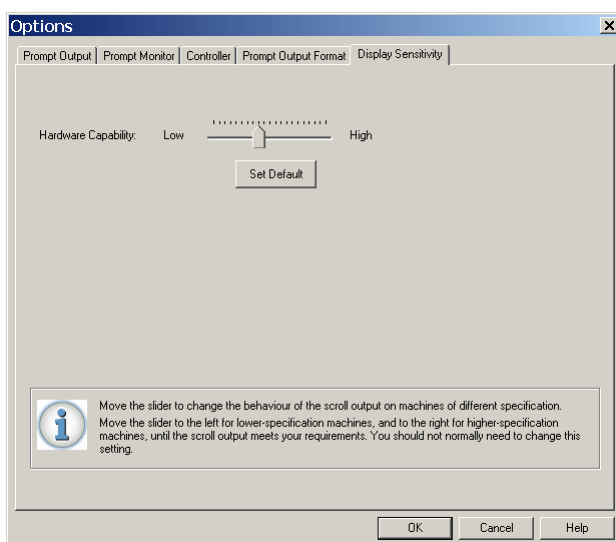 Options
Prompt Output
Prompt Monitor
Controller
Prompt Output Format
Display Sensitivity
Hardware Capability: Low High
Set Default
Move the slider to change the behaviour of the scroll output on machines of different specification.
Move the slider to the left for lower-specification machines, and to the right for higher-specification
machines, until the scroll output meets your requirements. You should not normally need to change this
setting.
OK
Cancel
Help